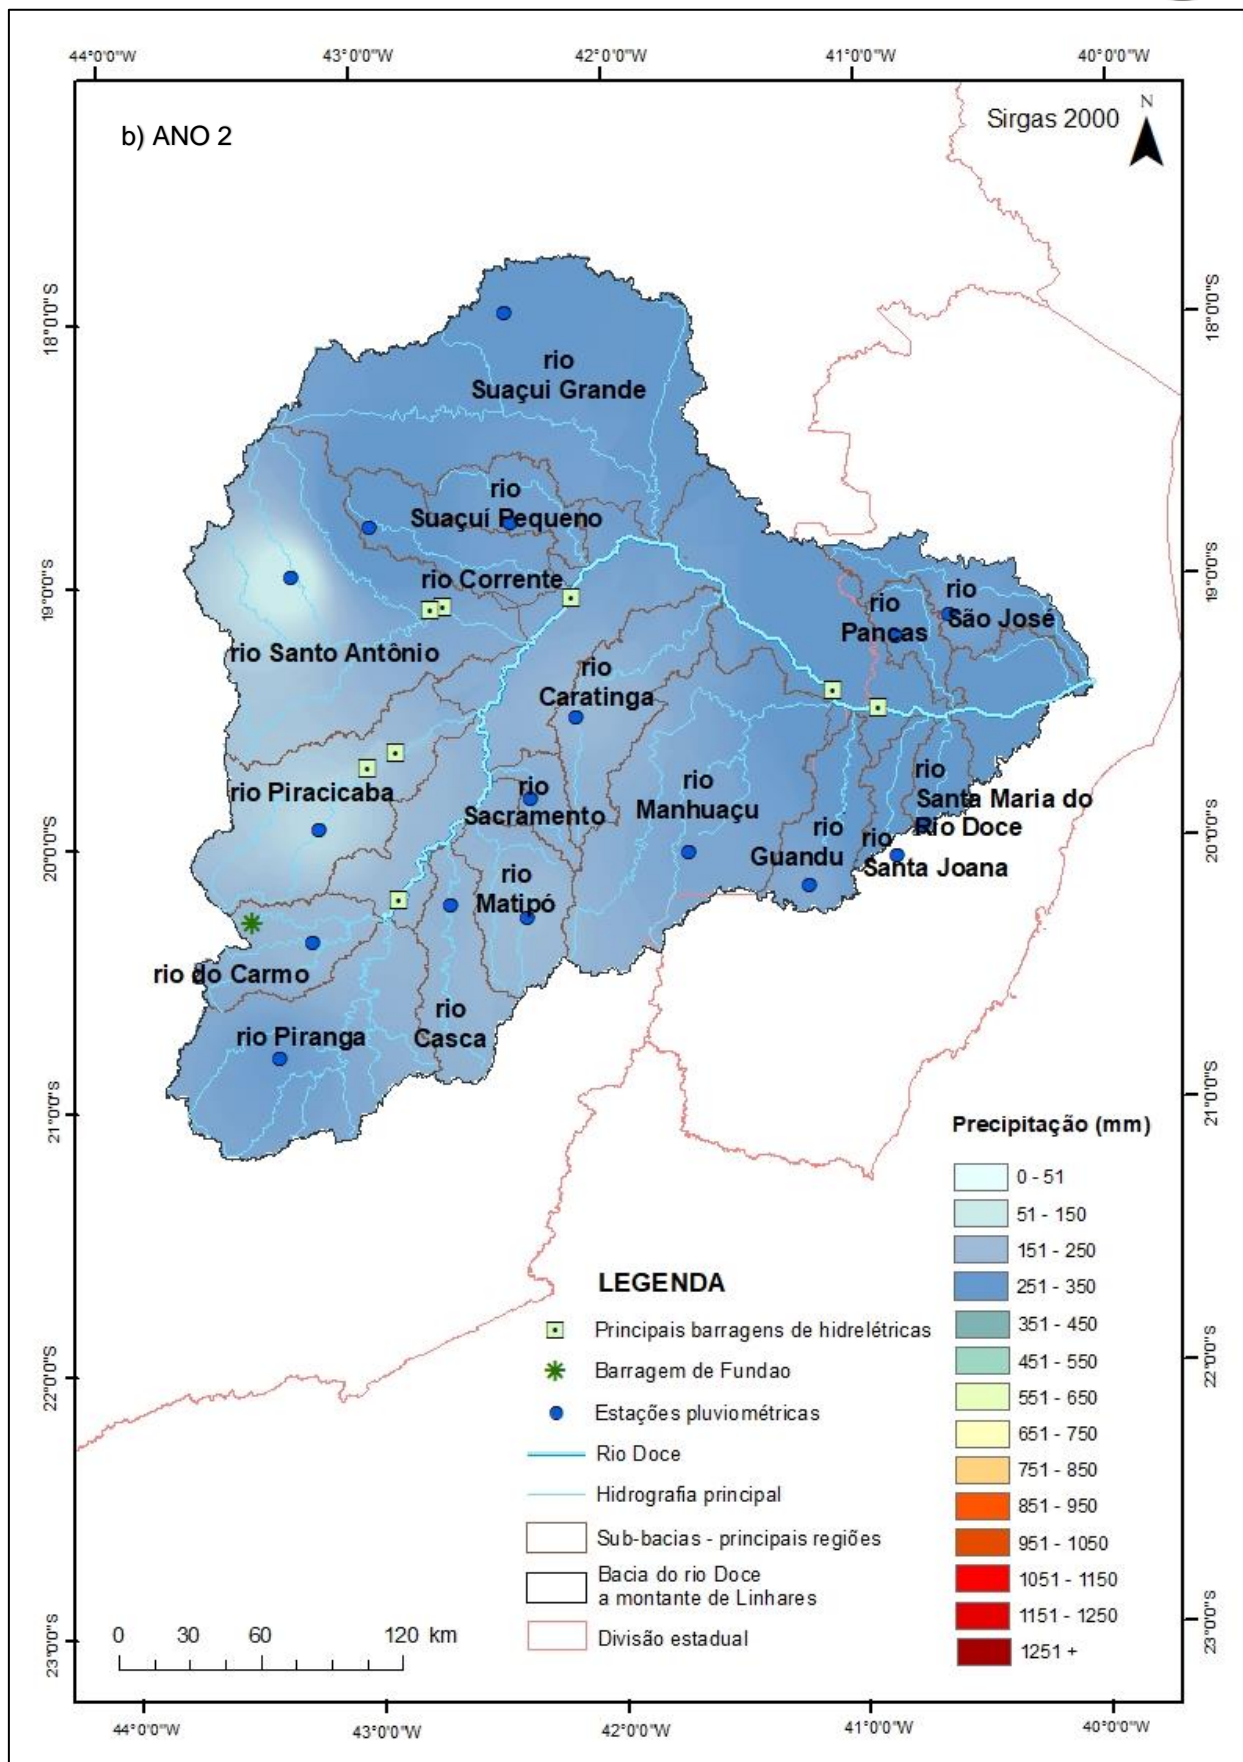 44°0'0"W 43°0'0"W 42°0'0"W 41°0'0"W 40°0'0"W
b) ANO 2
Sirgas 2000
N
18°0'0"S
18°0'0"S
rio
Suaçui Grande
rio
Suaçuí Pequeno
19°0'0"S
19°0'0"S
rio Corrente
rio
São José
rio
Pancas
rio Santo Antônio
rio
Caratinga
rio Piracicaba
rio
Sacramento
rio
Manhuaçu
rio
Santa Maria do
Rio Doce
rio
Guandu
rio
Santa Joana
20°0'0"S
20°0'0"S
rio
Matipó
rio do Carmo
rio
Casca
rio Piranga
21°0'0"S
21°0'0"S
Precipitação (mm)
0 - 51
51 - 150
151 - 250
251 - 350
351 - 450
451 - 550
551 - 650
651 - 750
751 - 850
851 - 950
951 - 1050
1051 - 1150
1151 - 1250
1251 +
LEGENDA
Principais barragens de hidrelétricas
Barragem de Fundao
Estações pluviométricas
Rio Doce
Hidrografia principal
Sub-bacias - principais regiões
Bacia do rio Doce
a montante de Linhares
Divisão estadual
22°0'0"S
22°0'0"S
0 30 60 120 km
23°0'0"S
23°0'0"S
44°0'0"W 43°0'0"W 42°0'0"W 41°0'0"W 40°0'0"W